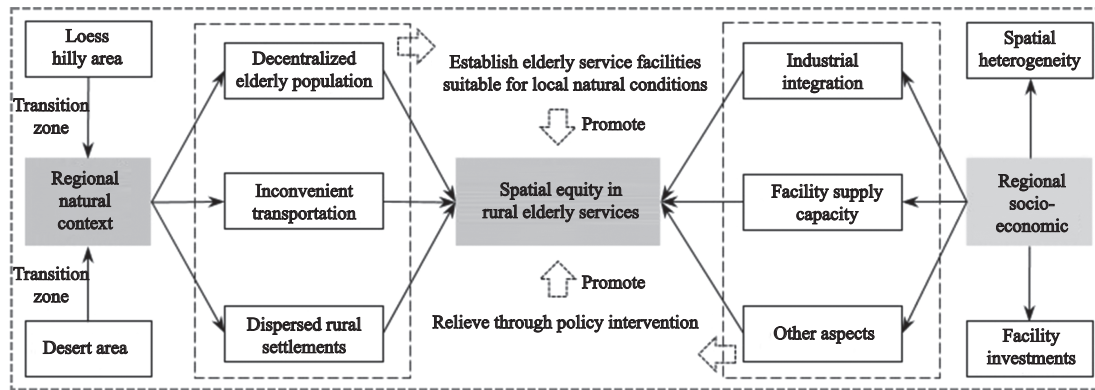 Loess
hilly area
Transition
zone
Regional
natural
context
Transition
zone
Desert area
Decentralized
elderly population
Inconvenient
transportation
Dispersed rural
settlements
Establish elderly service facilities
suitable for local natural conditions
Promote
Spatial equity in
rural elderly services
Promote
Relieve through policy intervention
Industrial
integration
Facility supply
capacity
Other aspects
Spatial
heterogeneity
Regional
socio-
economic
Facility
investments